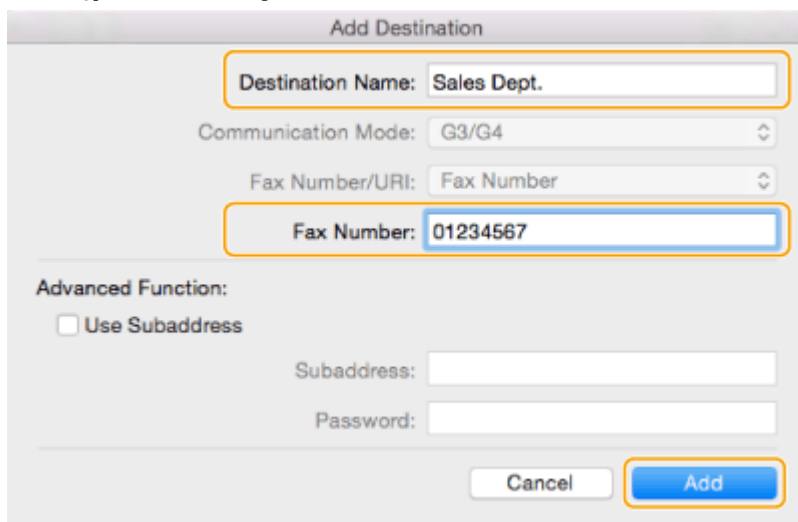 Add Destination
Destination Name: Sales Dept.
Communication Mode: G3/G4
Fax Number/URI: Fax Number
Fax Number: 01234567
Advanced Function:
Use Subaddress
Subaddress:
Password:
Cancel Add